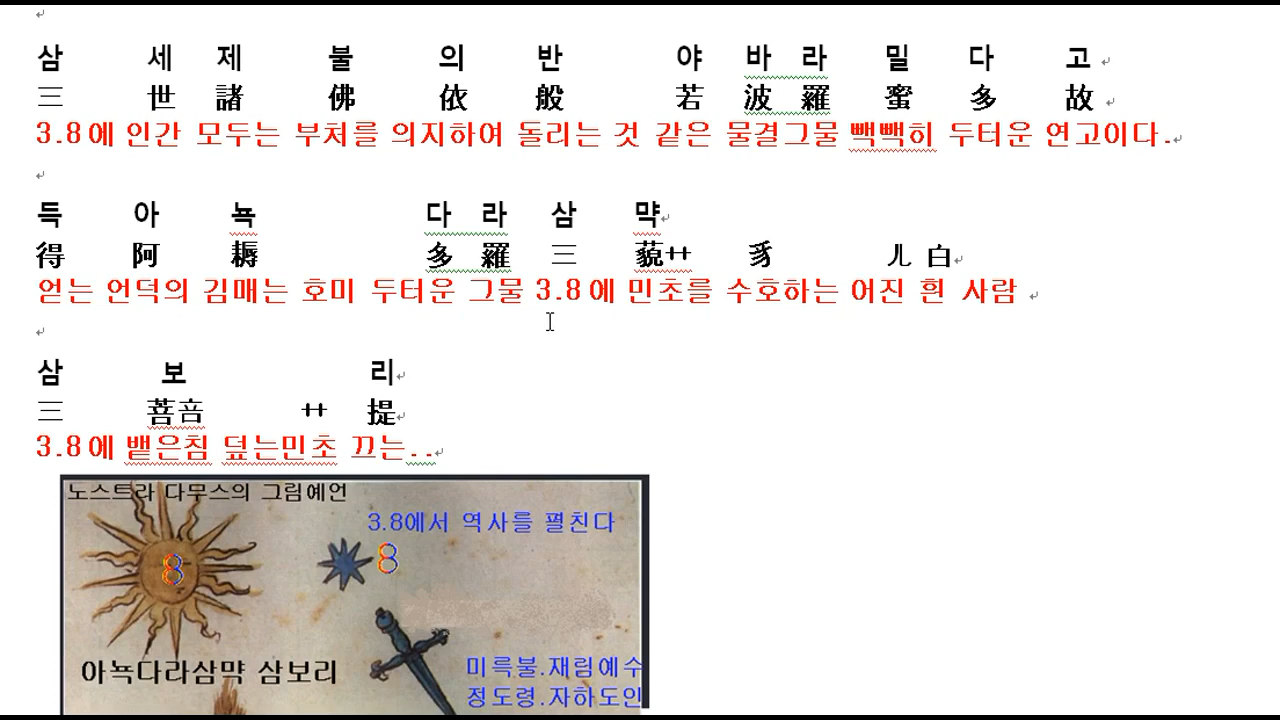 삼 세 제 불 의 반 야 바 라 밀 다 고
三 世 諸 佛 依 般 若 波 羅 蜜 多 故
3.8에 인간 모두는 부처를 의지하여 돌리는 것 같은 물결그물 빽빽히 두터운 연고이다.
득 아 뇩 다 라 삼 먁
得 阿 耨 多 羅 三 藐艹 豸 儿 白
얻는 언덕의 김매는 호미 두터운 그물 3.8에 민초를 수호하는 어진 흰 사람
삼 보 리
三 菩咅 艹 提
3.8에 뱉은침 덮는민초 끄는..
노스트라 다무스의 그림예언
3.8에서 역사를 펼친다
8 8
아뇩다라삼먁 삼보리
미륵불.재림예수
정도령.자하도인